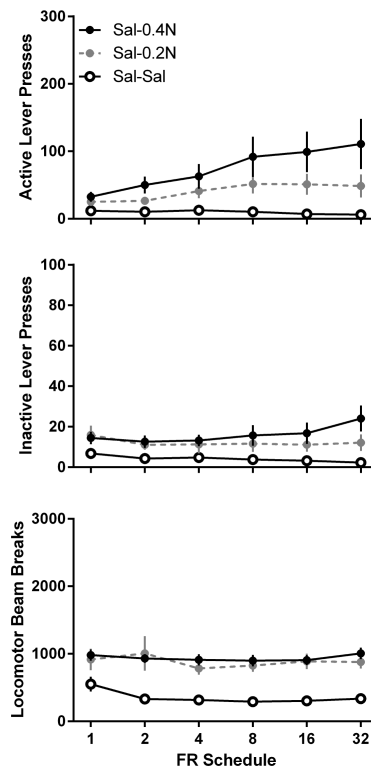 Active Lever Presses
300
200
100
0
Sal-0.4N
Sal-0.2N
Sal-Sal
Inactive Lever Presses
100
80
60
40
20
0
Locomotor Beam Breaks
3000
2000
1000
0
1 2 4 8 16 32
FR Schedule